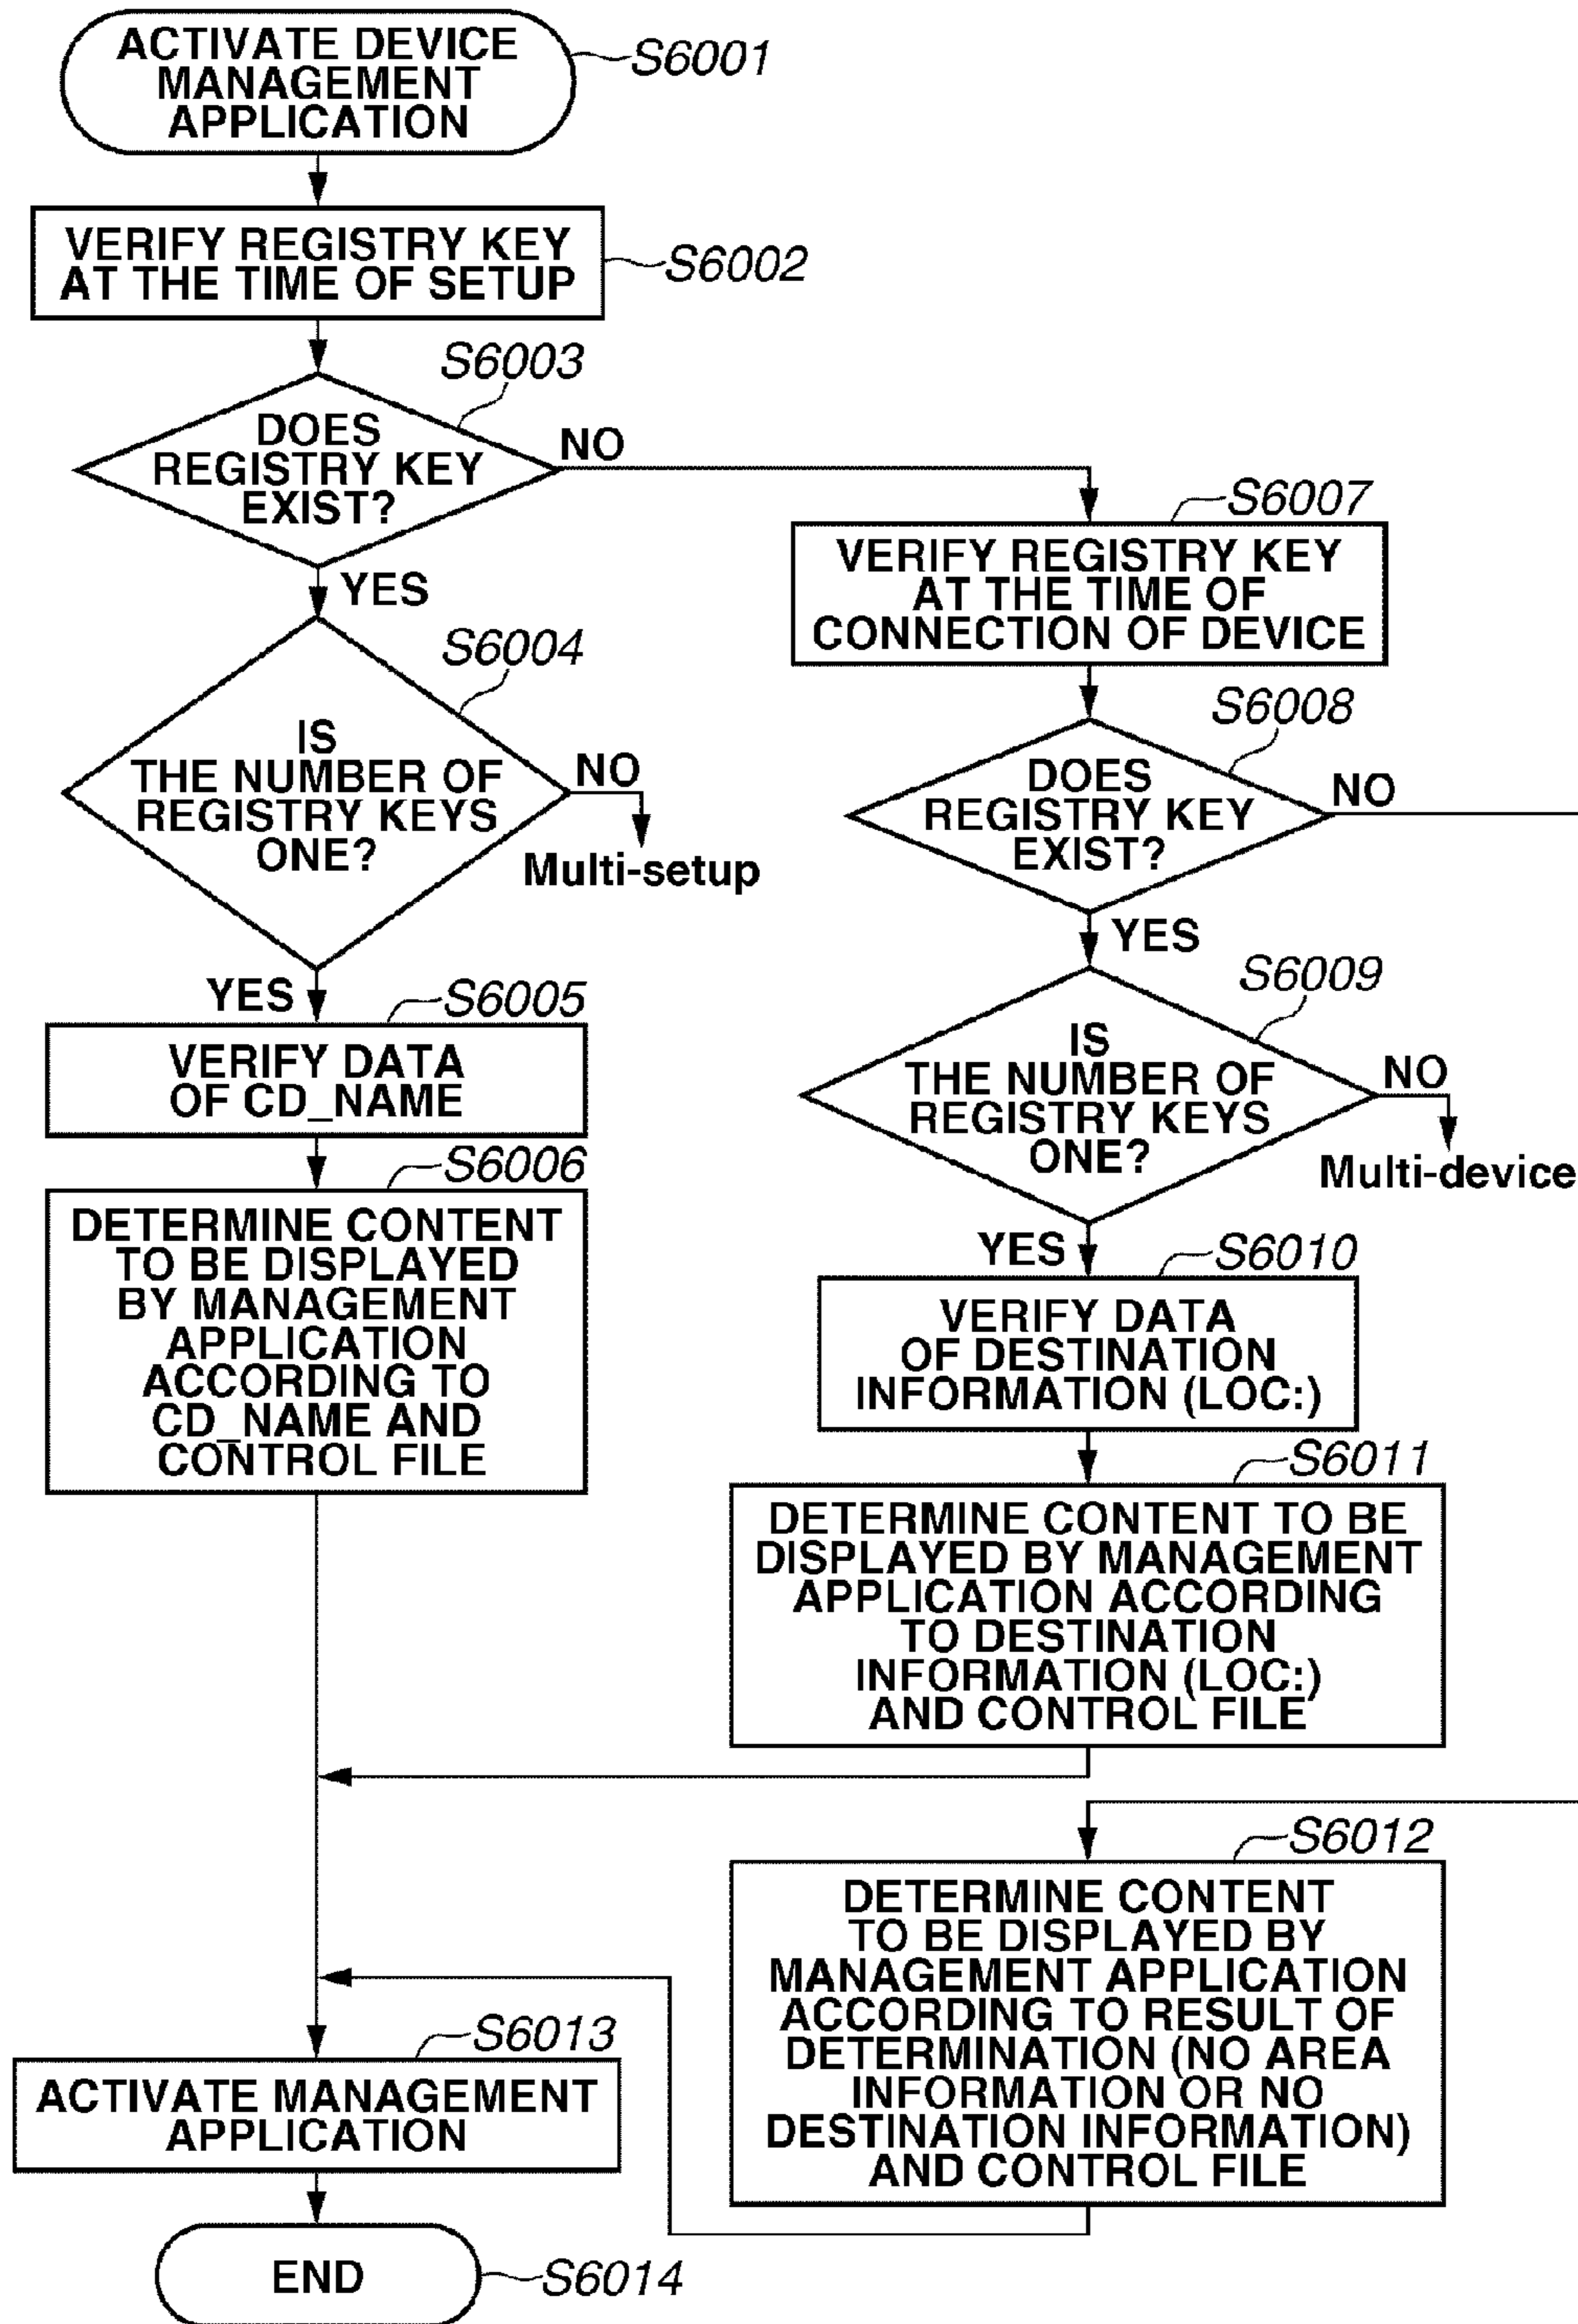 ACTIVATE DEVICE
MANAGEMENT
APPLICATION
S6001
VERIFY REGISTRY KEY
AT THE TIME OF SETUP
S6002
S6003
DOES
REGISTRY KEY
EXIST?
NO
YES
S6004
IS
THE NUMBER OF
REGISTRY KEYS
ONE?
NO
Multi-setup
YES
S6005
VERIFY DATA
OF CD_NAME
S6006
DETERMINE CONTENT
TO BE DISPLAYED
BY MANAGEMENT
APPLICATION
ACCORDING TO
CD_NAME AND
CONTROL FILE
S6007
VERIFY REGISTRY KEY
AT THE TIME OF
CONNECTION OF DEVICE
S6008
DOES
REGISTRY KEY
EXIST?
NO
YES
S6009
IS
THE NUMBER OF
REGISTRY KEYS
ONE?
NO
Multi-device
YES
S6010
VERIFY DATA
OF DESTINATION
INFORMATION (LOC:)
S6011
DETERMINE CONTENT TO BE
DISPLAYED BY MANAGEMENT
APPLICATION ACCORDING
TO DESTINATION
INFORMATION (LOC:)
AND CONTROL FILE
S6012
DETERMINE CONTENT
TO BE DISPLAYED BY
MANAGEMENT APPLICATION
ACCORDING TO RESULT OF
DETERMINATION (NO AREA
INFORMATION OR NO
DESTINATION INFORMATION)
AND CONTROL FILE
S6013
ACTIVATE MANAGEMENT
APPLICATION
END
S6014